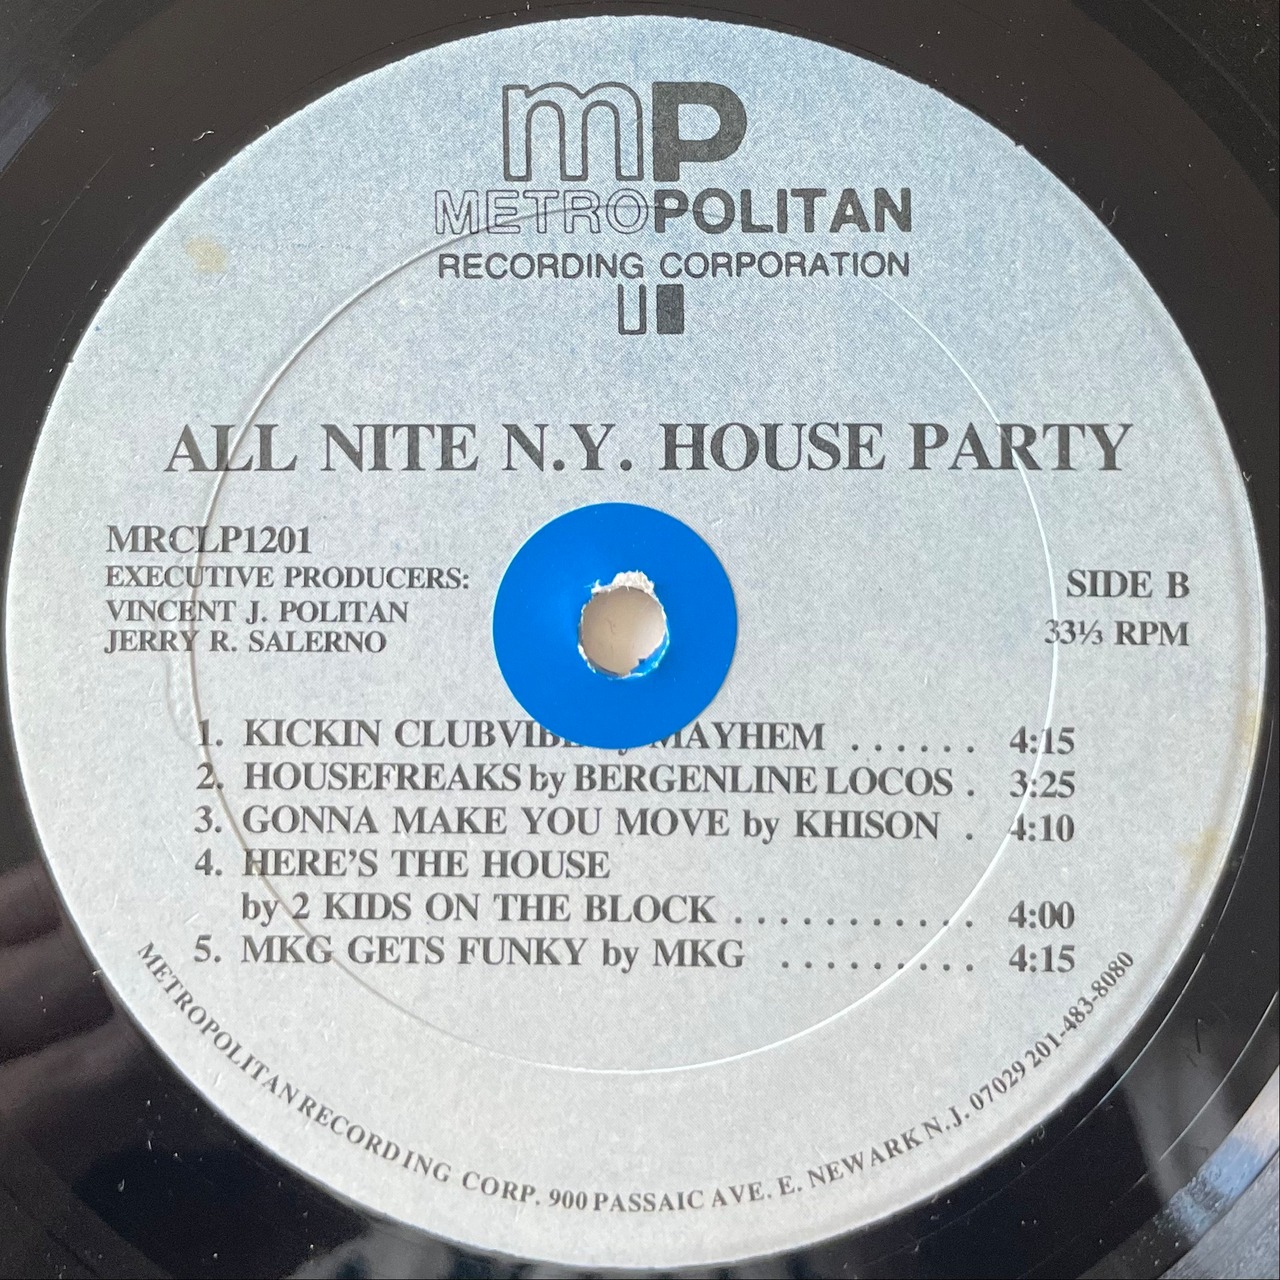 mP
METROPOLITAN
RECORDING CORPORATION
ALL NITE N.Y. HOUSE PARTY
MRCLP1201
EXECUTIVE PRODUCERS:
VINCENT J. POLITAN
JERRY R. SALERNO
SIDE B
33⅓ RPM
1. KICKIN MAYHEM ...... 4:15
2. HOUSEFREAKS by BERGENLINE LOCOS . 3:25
3. GONNA MAKE YOU MOVE by KHISON . 4:10
4. HERE'S THE HOUSE
by 2 KIDS ON THE BLOCK ........... 4:00
5. MKG GETS FUNKY by MKG ......... 4:15
METROPOLITAN RECORDING CORP. 900 PASSAIC AVE. E. NEWARK N.J. 07029 201-483-8080